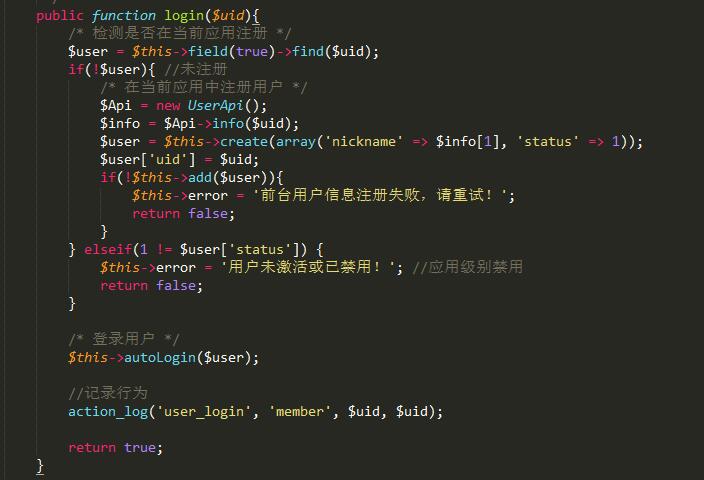 public function login($uid){
/* 检测是否在当前应用注册 */
$user = $this->field(true)->find($uid);
if(!$user){ //未注册
/* 在当前应用中注册用户 */
$Api = new UserApi();
$info = $Api->info($uid);
$user = $this->create(array('nickname' => $info[1], 'status' => 1));
$user['uid'] = $uid;
if(!$this->add($user)){
$this->error = '前台用户信息注册失败，请重试！';
return false;
}
} elseif(1 != $user['status']) {
$this->error = '用户未激活或已禁用！'; //应用级别禁用
return false;
}
/* 登录用户 */
$this->autoLogin($user);
//记录行为
action_log('user_login', 'member', $uid, $uid);
return true;
}